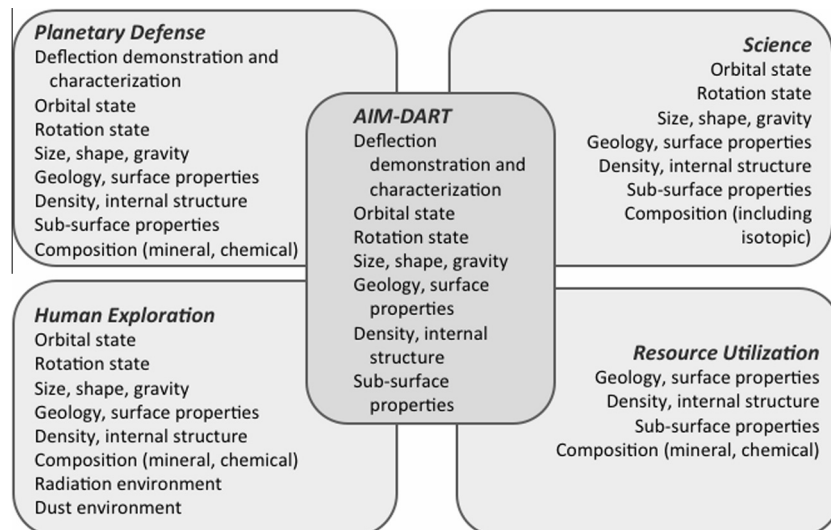 Planetary Defense
Deflection demonstration and
characterization
Orbital state
Rotation state
Size, shape, gravity
Geology, surface properties
Density, internal structure
Sub-surface properties
Composition (mineral, chemical)
Science
Orbital state
Rotation state
Size, shape, gravity
Geology, surface properties
Density, internal structure
Sub-surface properties
Composition (including
isotopic)
AIM-DART
Deflection
demonstration and
characterization
Orbital state
Rotation state
Size, shape, gravity
Geology, surface
properties
Density, internal
structure
Sub-surface
properties
Human Exploration
Orbital state
Rotation state
Size, shape, gravity
Geology, surface properties
Density, internal structure
Composition (mineral, chemical)
Radiation environment
Dust environment
Resource Utilization
Geology, surface properties
Density, internal structure
Sub-surface properties
Composition (mineral, chemical)